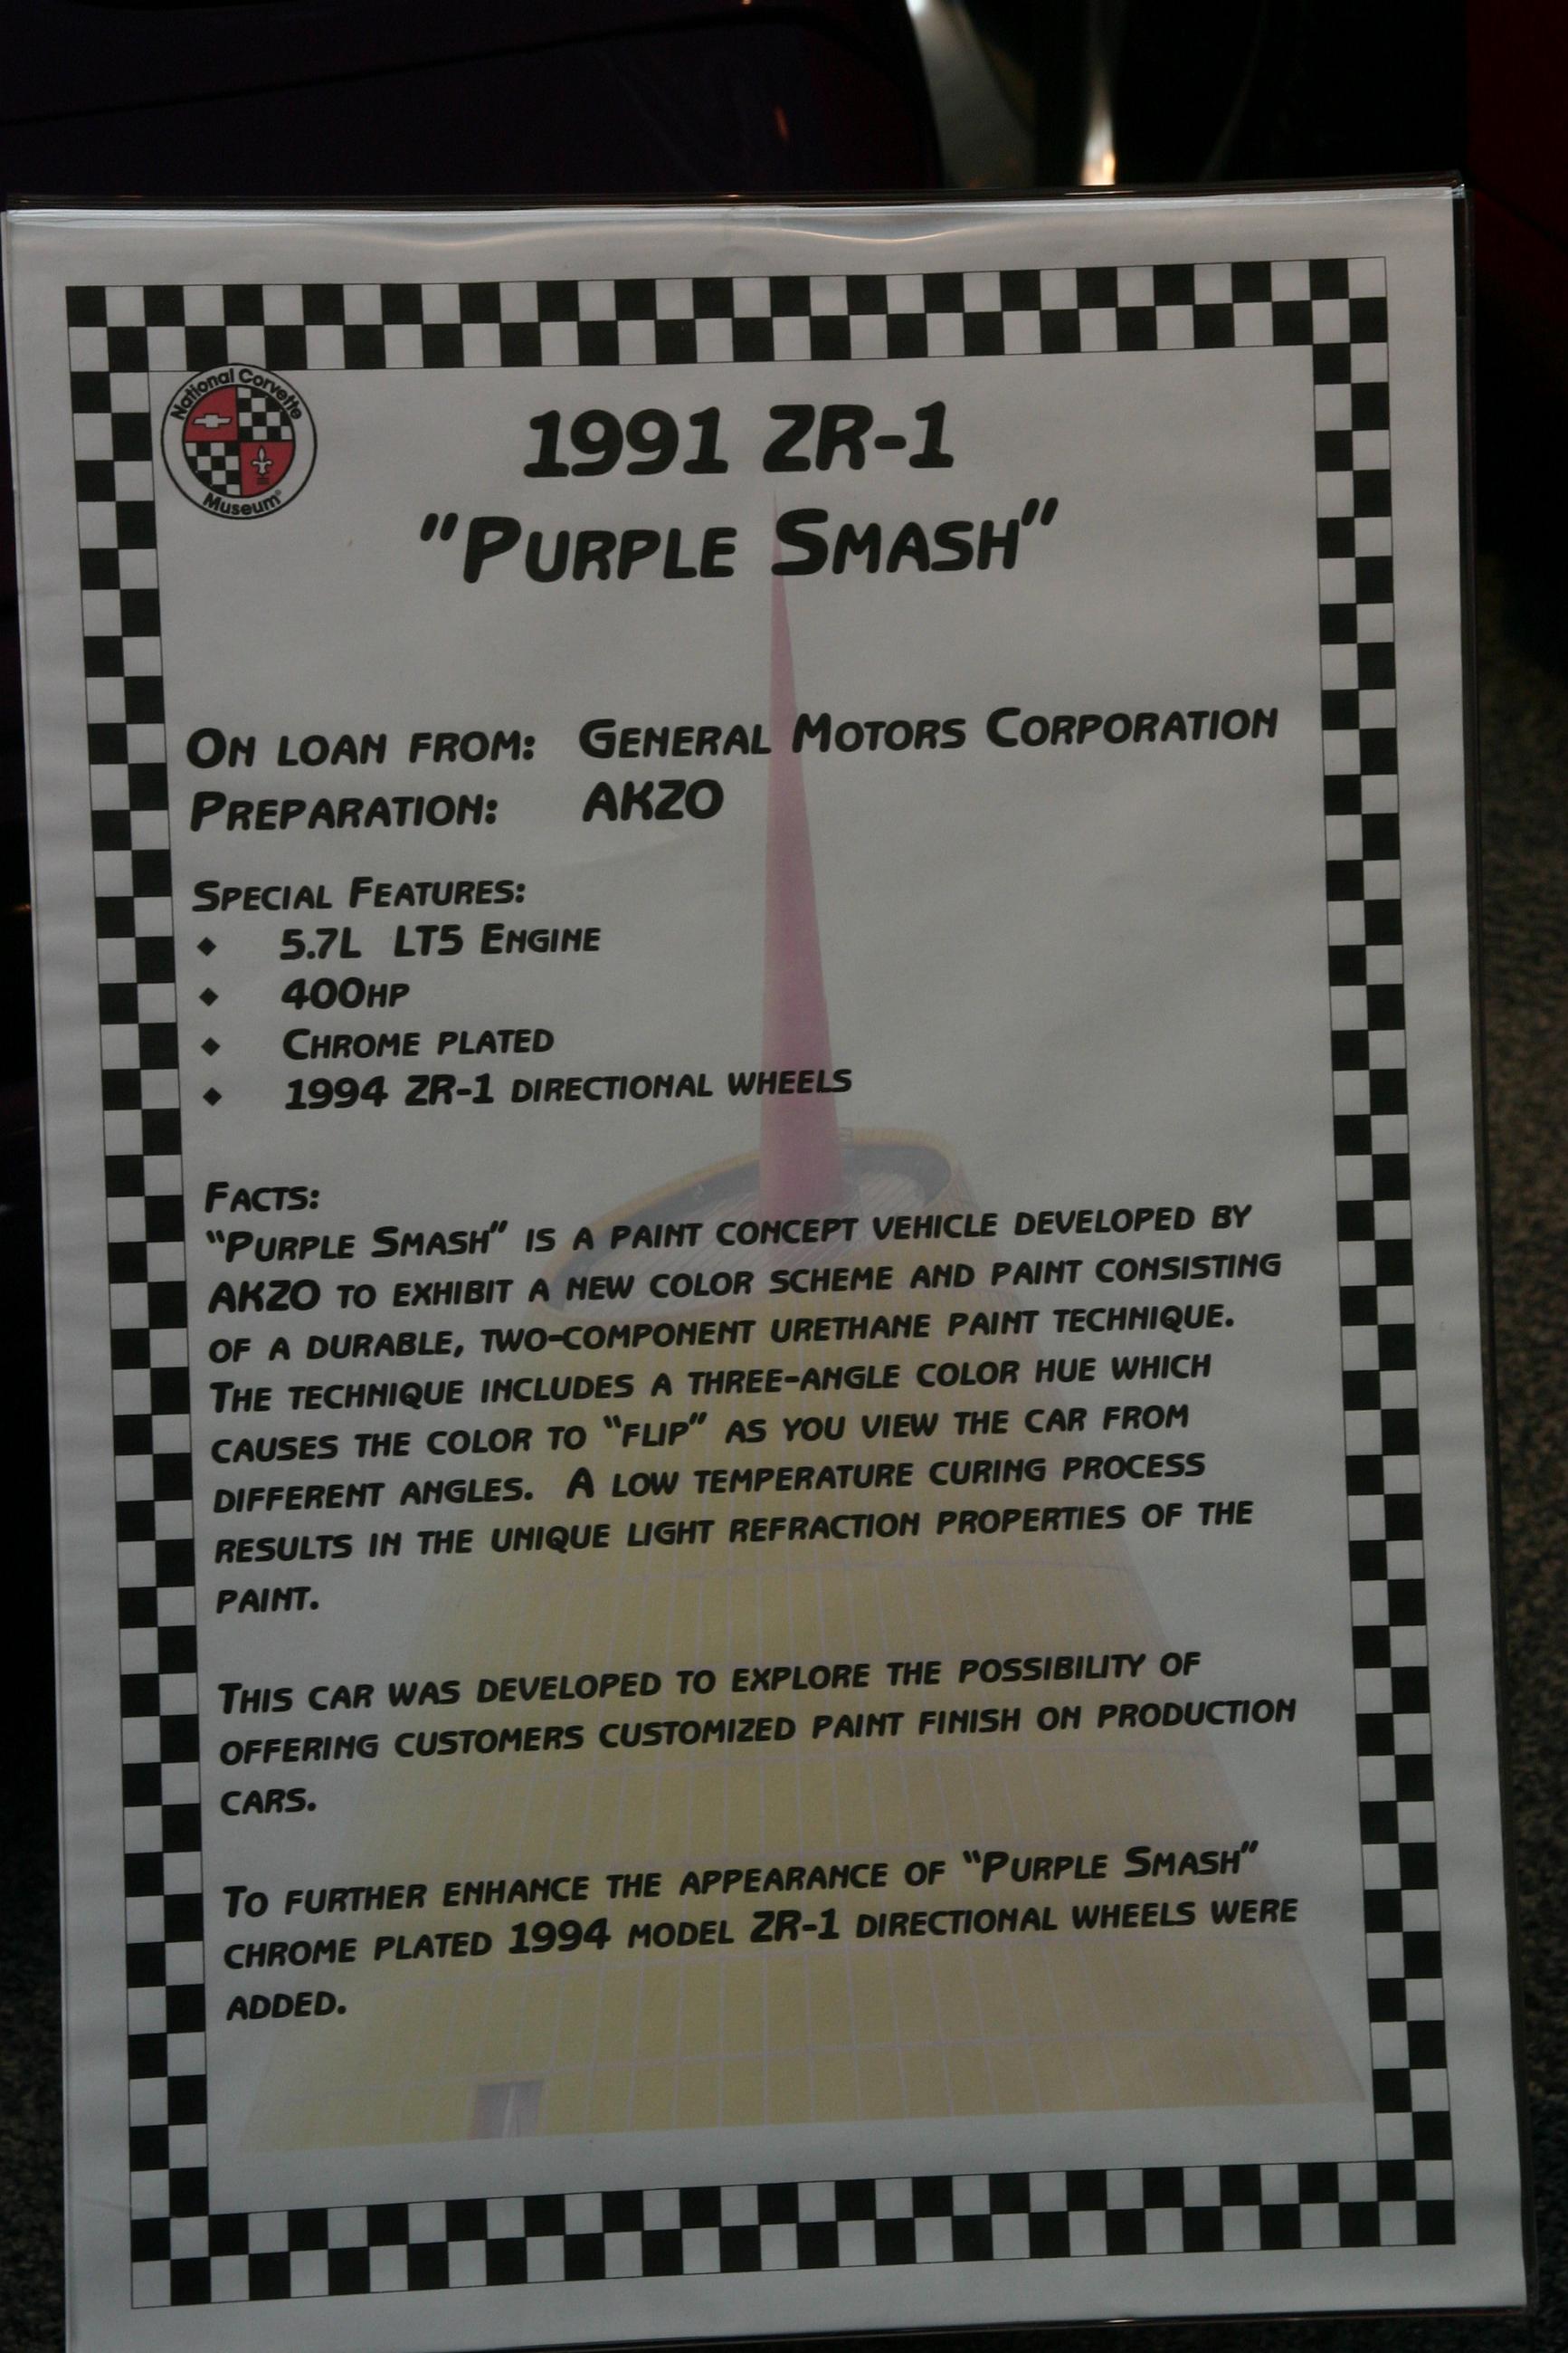 National Corvette
Museum
1991 ZR-1
"Purple Smash"
On loan from: General Motors Corporation
Preparation: AKZO
Special Features:
◆ 5.7L LT5 Engine
◆ 400hp
◆ Chrome plated
◆ 1994 ZR-1 directional wheels
Facts:
"Purple Smash" is a paint concept vehicle developed by
AKZO to exhibit a new color scheme and paint consisting
of a durable, two-component urethane paint technique.
The technique includes a three-angle color hue which
causes the color to "flip" as you view the car from
different angles. A low temperature curing process
results in the unique light refraction properties of the
paint.
This car was developed to explore the possibility of
offering customers customized paint finish on production
cars.
To further enhance the appearance of "Purple Smash"
chrome plated 1994 model ZR-1 directional wheels were
added.